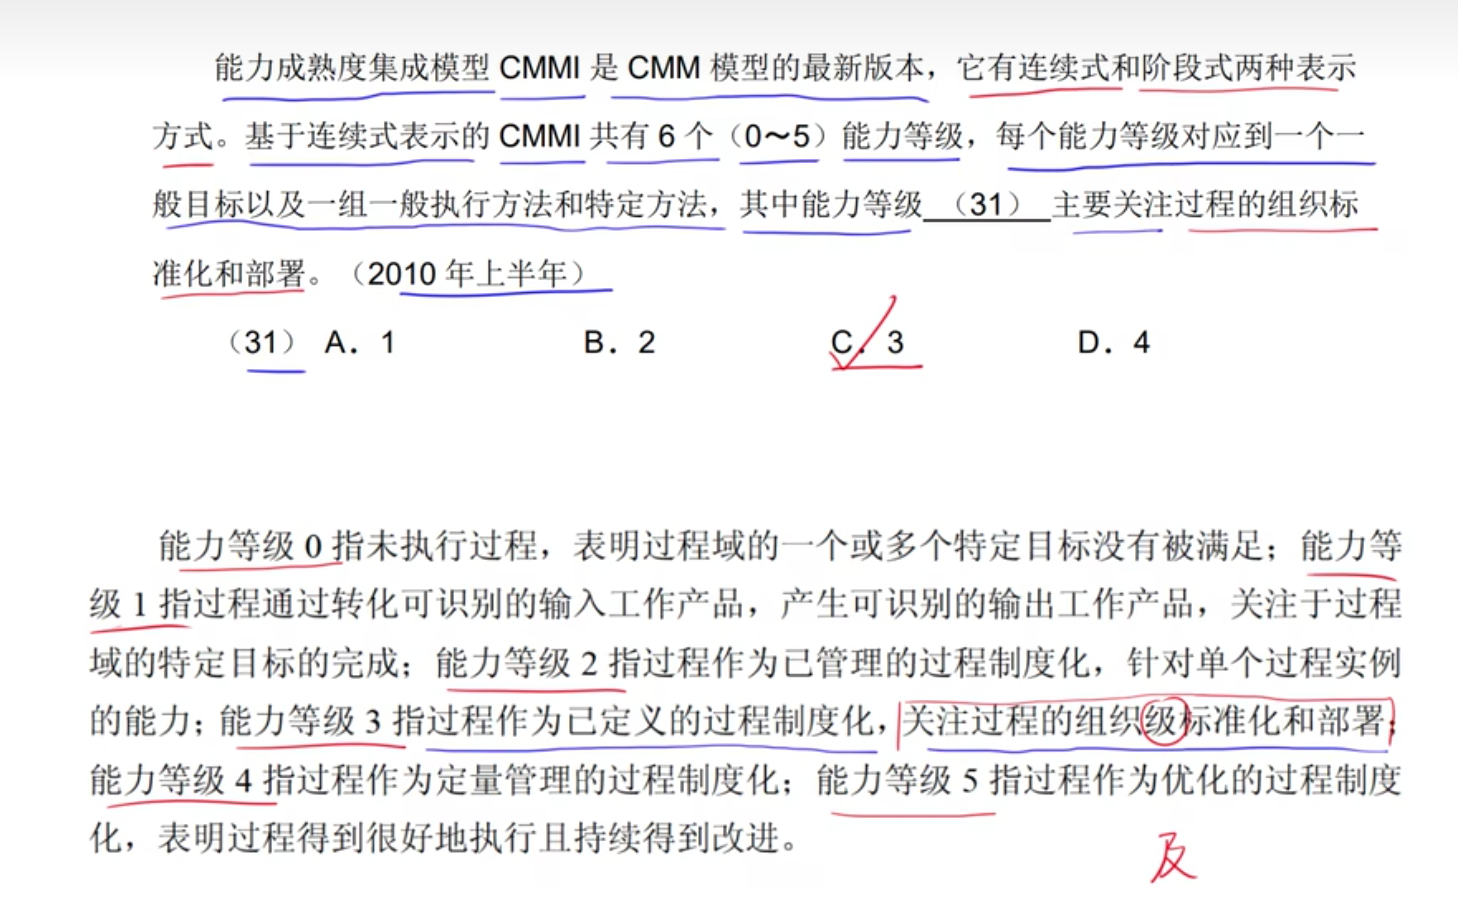 能力成熟度集成模型 CMMI 是 CMM 模型的最新版本，它有连续式和阶段式两种表示
方式。基于连续式表示的 CMMI 共有 6 个（0～5）能力等级，每个能力等级对应到一个一
般目标以及一组一般执行方法和特定方法，其中能力等级 （31） 主要关注过程的组织标
准化和部署。（2010 年上半年）
（31） A．1 B．2 C．3 D．4
能力等级 0 指未执行过程，表明过程域的一个或多个特定目标没有被满足；能力等
级 1 指过程通过转化可识别的输入工作产品，产生可识别的输出工作产品，关注于过程
域的特定目标的完成；能力等级 2 指过程作为已管理的过程制度化，针对单个过程实例
的能力；能力等级 3 指过程作为已定义的过程制度化，关注过程的组织级标准化和部署；
能力等级 4 指过程作为定量管理的过程制度化；能力等级 5 指过程作为优化的过程制度
化，表明过程得到很好地执行且持续得到改进。
及